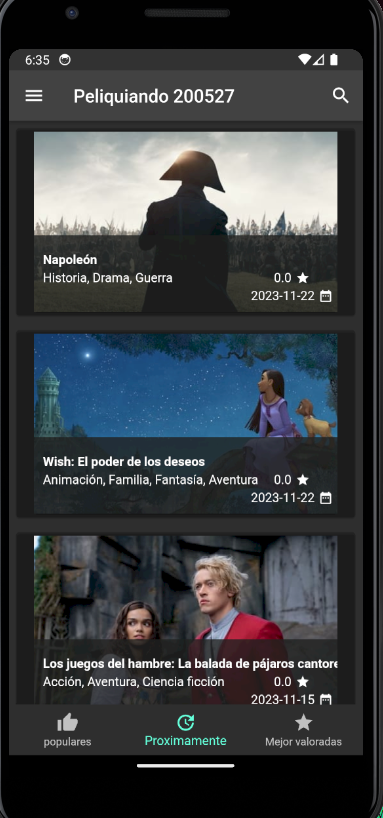 6:35
Peliquiando 200527
Napoleón
Historia, Drama, Guerra 0.0
2023-11-22
Wish: El poder de los deseos
Animación, Familia, Fantasía, Aventura 0.0
2023-11-22
Los juegos del hambre: La balada de pájaros cantore
Acción, Aventura, Ciencia ficción 0.0
2023-11-15
populares Proximamente Mejor valoradas